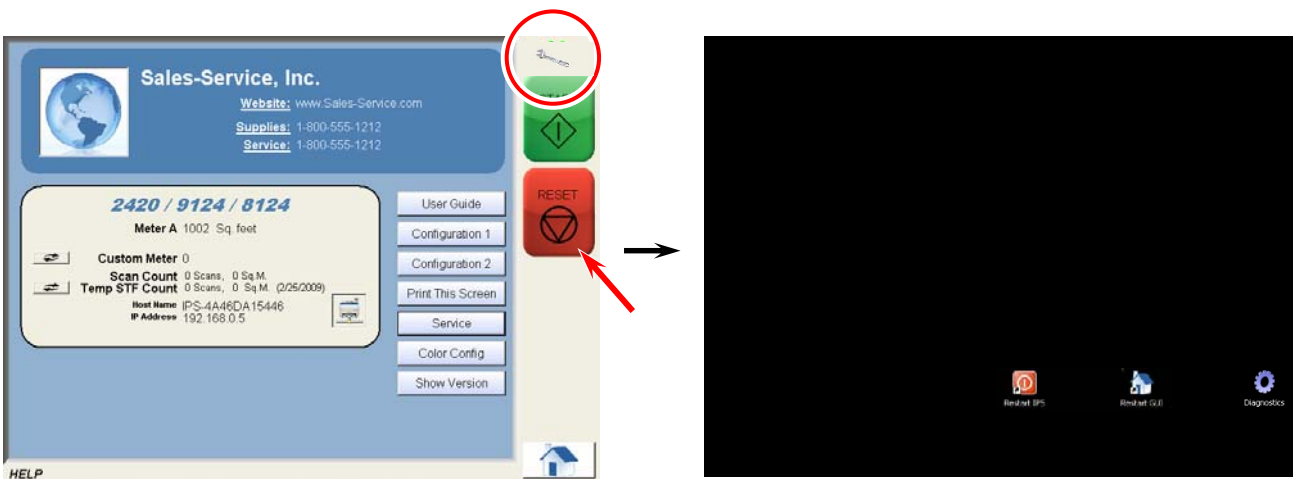 Sales-Service, Inc.
Website: www.Sales-Service.com
Supplies: 1-800-555-1212
Service: 1-800-555-1212
RESET
2420 / 9124 / 8124
Meter A 1002 Sq. feet
Custom Meter 0
Scan Count 0 Scans, 0 Sq.M.
Temp STF Count 0 Scans, 0 Sq.M. (2/25/2009)
Host Name IPS-4A46DA15446
IP Address 192.168.0.5
User Guide
Configuration 1
Configuration 2
Print This Screen
Service
Color Config
Show Version
HELP
Restart IPS
Restart GUI
Diagnostics